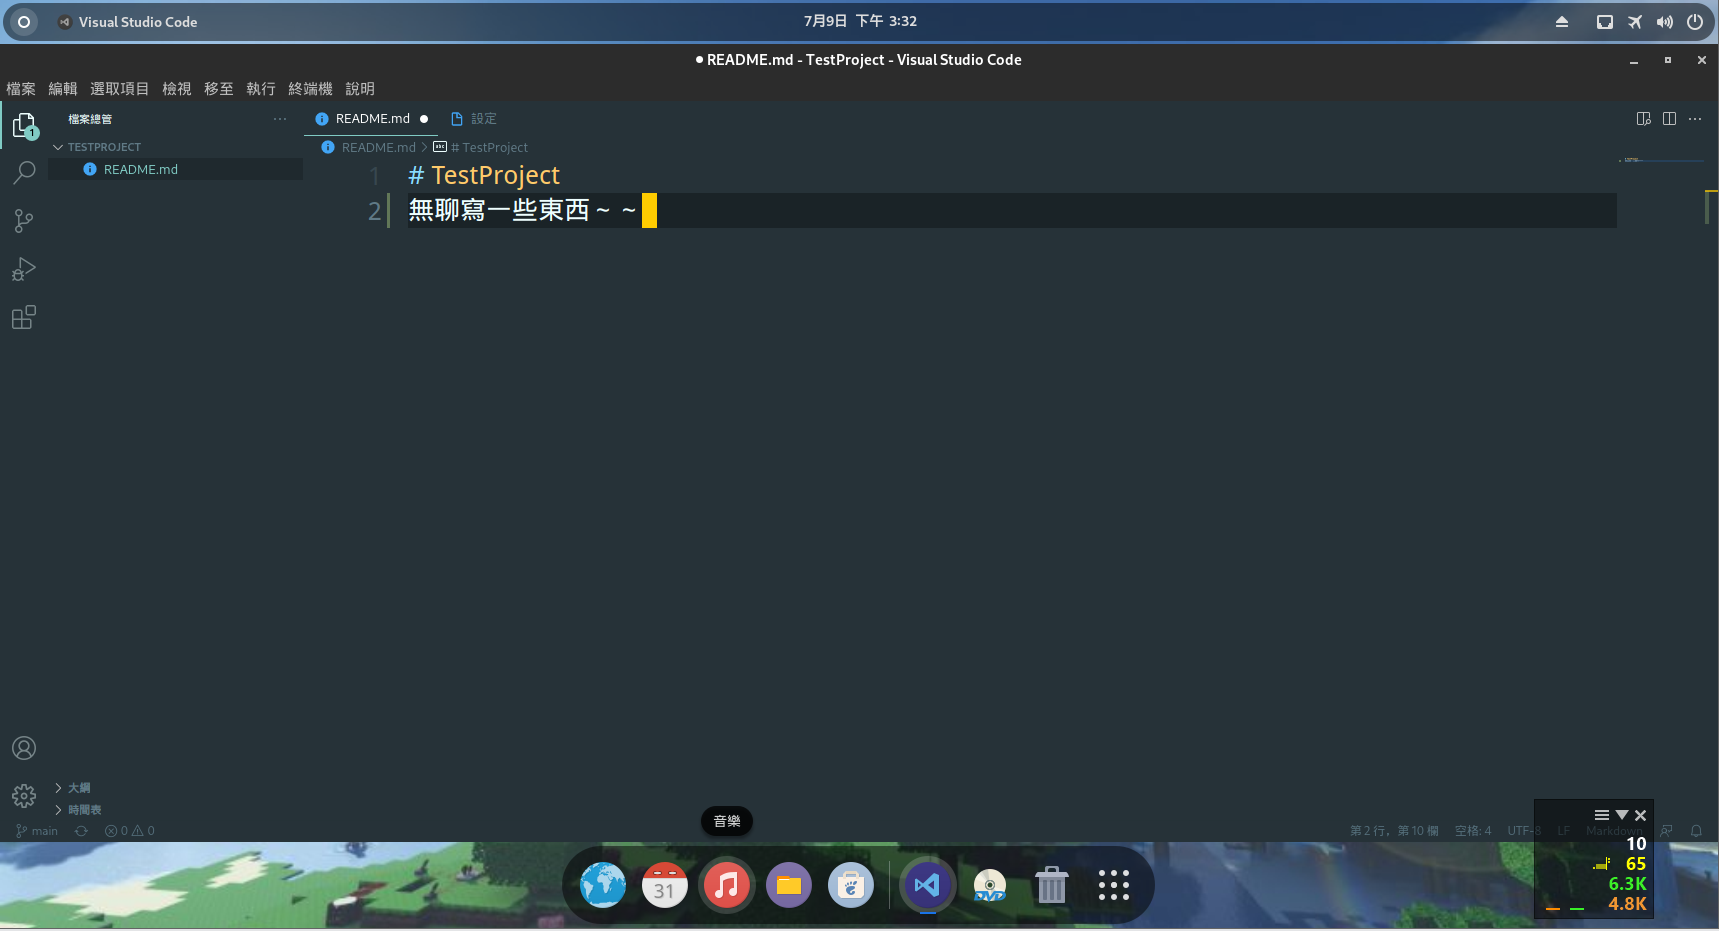 Visual Studio Code
7月9日 下午 3:32
● README.md - TestProject - Visual Studio Code
檔案 編輯 選取項目 檢視 移至 執行 終端機 說明
檔案總管
README.md
設定
TESTPROJECT
README.md > # TestProject
README.md
1 # TestProject
2 無聊寫一些東西~ ~
1
大綱
時間表
main
0 0
第 2 行，第 10 欄 空格: 4 UTF-8 LF Markdown
音樂
10
65
6.3K
4.8K
31
DVD